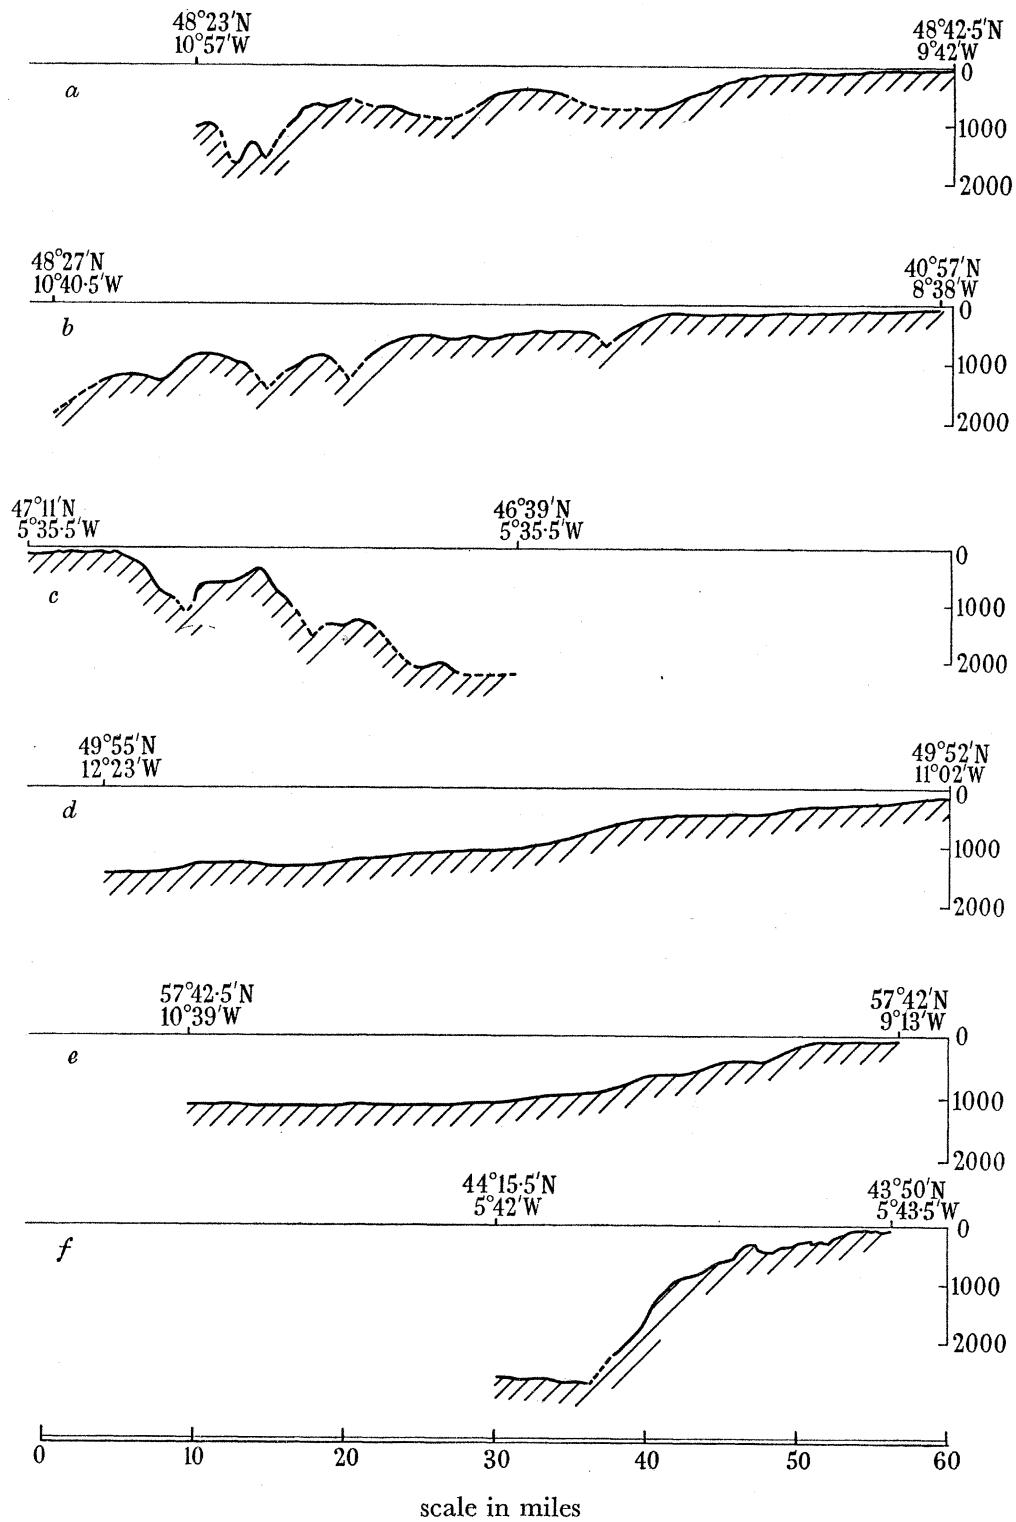 48°23′N
10°57′W
48°42·5′N
9°42′W
a
0
1000
2000
48°27′N
10°40·5′W
40°57′N
8°38′W
b
0
1000
2000
47°11′N
5°35·5′W
46°39′N
5°35·5′W
c
0
1000
2000
49°55′N
12°23′W
49°52′N
11°02′W
d
0
1000
2000
57°42·5′N
10°39′W
57°42′N
9°13′W
e
0
1000
2000
44°15·5′N
5°42′W
43°50′N
5°43·5′W
f
0
1000
2000
0 10 20 30 40 50 60
scale in miles